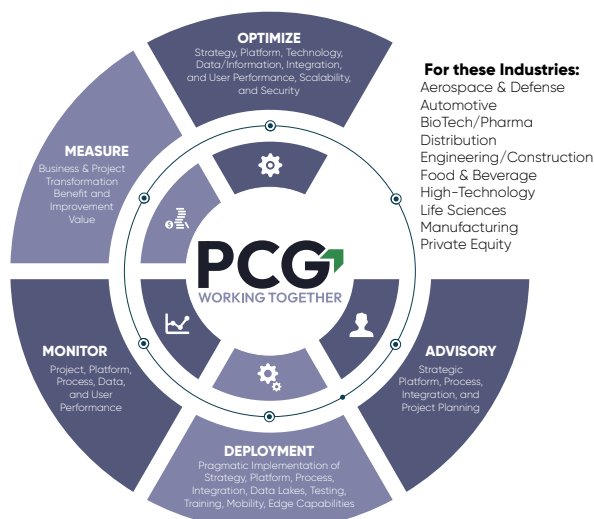 OPTIMIZE
Strategy, Platform, Technology,
Data/Information, Integration,
and User Performance, Scalability,
and Security
For these Industries:
Aerospace & Defense
Automotive
BioTech/Pharma
Distribution
Engineering/Construction
Food & Beverage
High-Technology
Life Sciences
Manufacturing
Private Equity
MEASURE
Business & Project
Transformation
Benefit and
Improvement
Value
$
PCG
WORKING TOGETHER
MONITOR
Project, Platform,
Process, Data,
and User
Performance
ADVISORY
Strategic
Platform, Process,
Integration, and
Project Planning
DEPLOYMENT
Pragmatic Implementation of
Strategy, Platform, Process,
Integration, Data Lakes, Testing,
Training, Mobility, Edge Capabilities